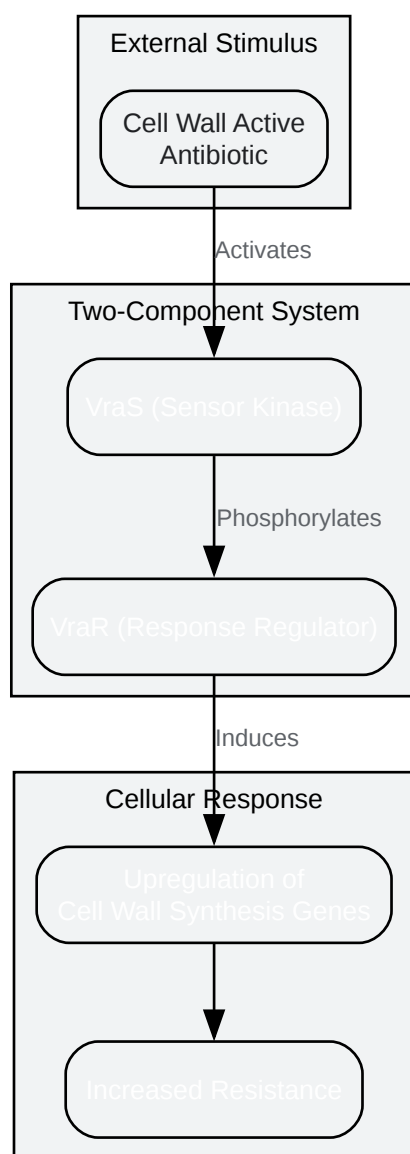 External Stimulus
Cell Wall Active
Antibiotic
Activates
Two-Component System
VraS (Sensor Kinase)
Phosphorylates
VraR (Response Regulator)
Induces
Cellular Response
Upregulation of
Cell Wall Synthesis Genes
Increased Resistance